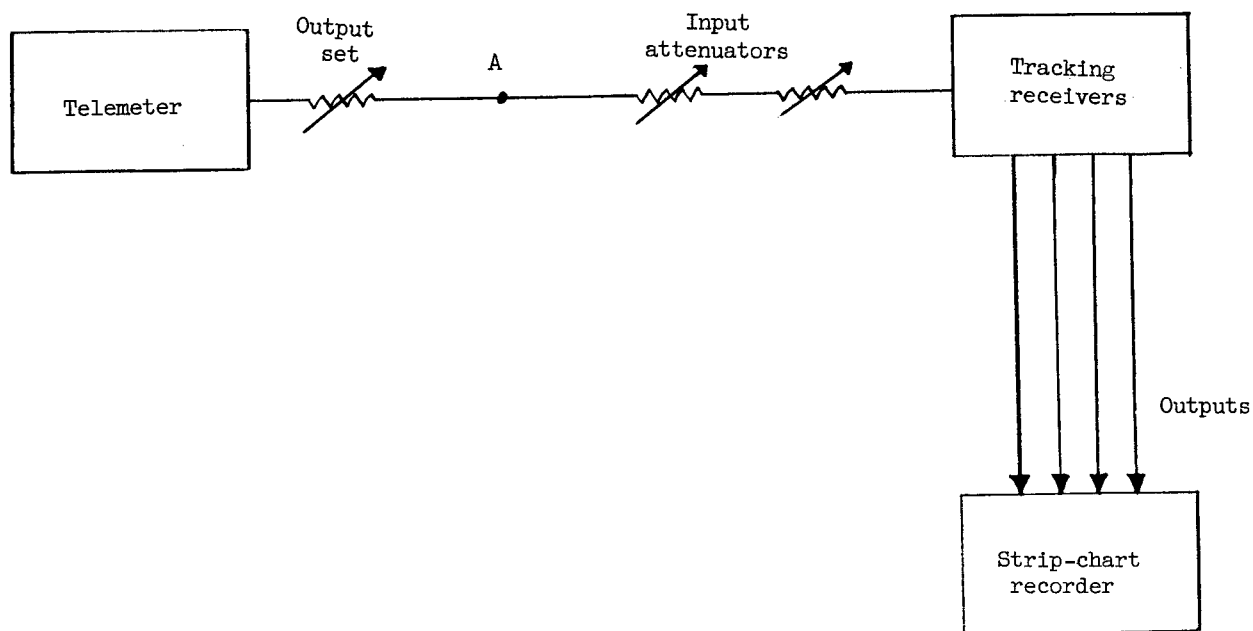 Output
set
Input
attenuators
A
Telemeter
Tracking
receivers
Outputs
Strip-chart
recorder